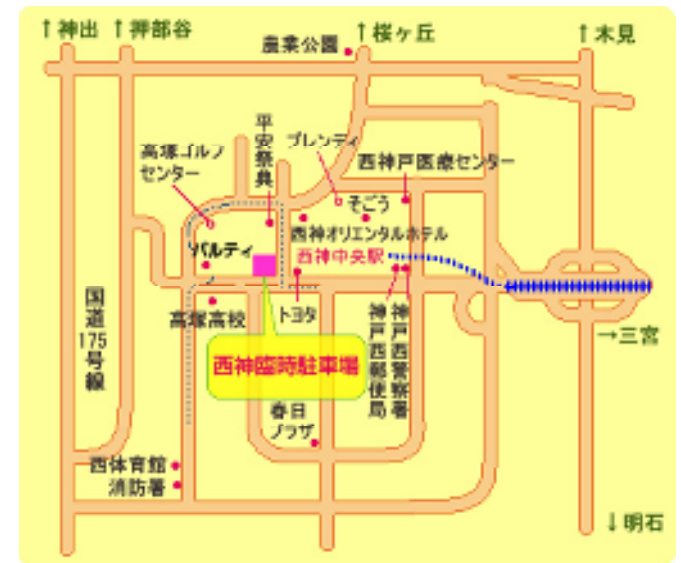 ↑神出
↑押部谷
農業公園
↑桜ヶ丘
↑木見
平安祭典
プレンティ
高塚ゴルフ
センター
西神戸医療センター
そごう
西神オリエンタルホテル
パルティ
西神中央駅
国道175号線
高塚高校
トヨタ
神戸西郵便局
神戸西警察署
→三宮
西神臨時駐車場
春日
プラザ
西体育館
消防署
↓明石